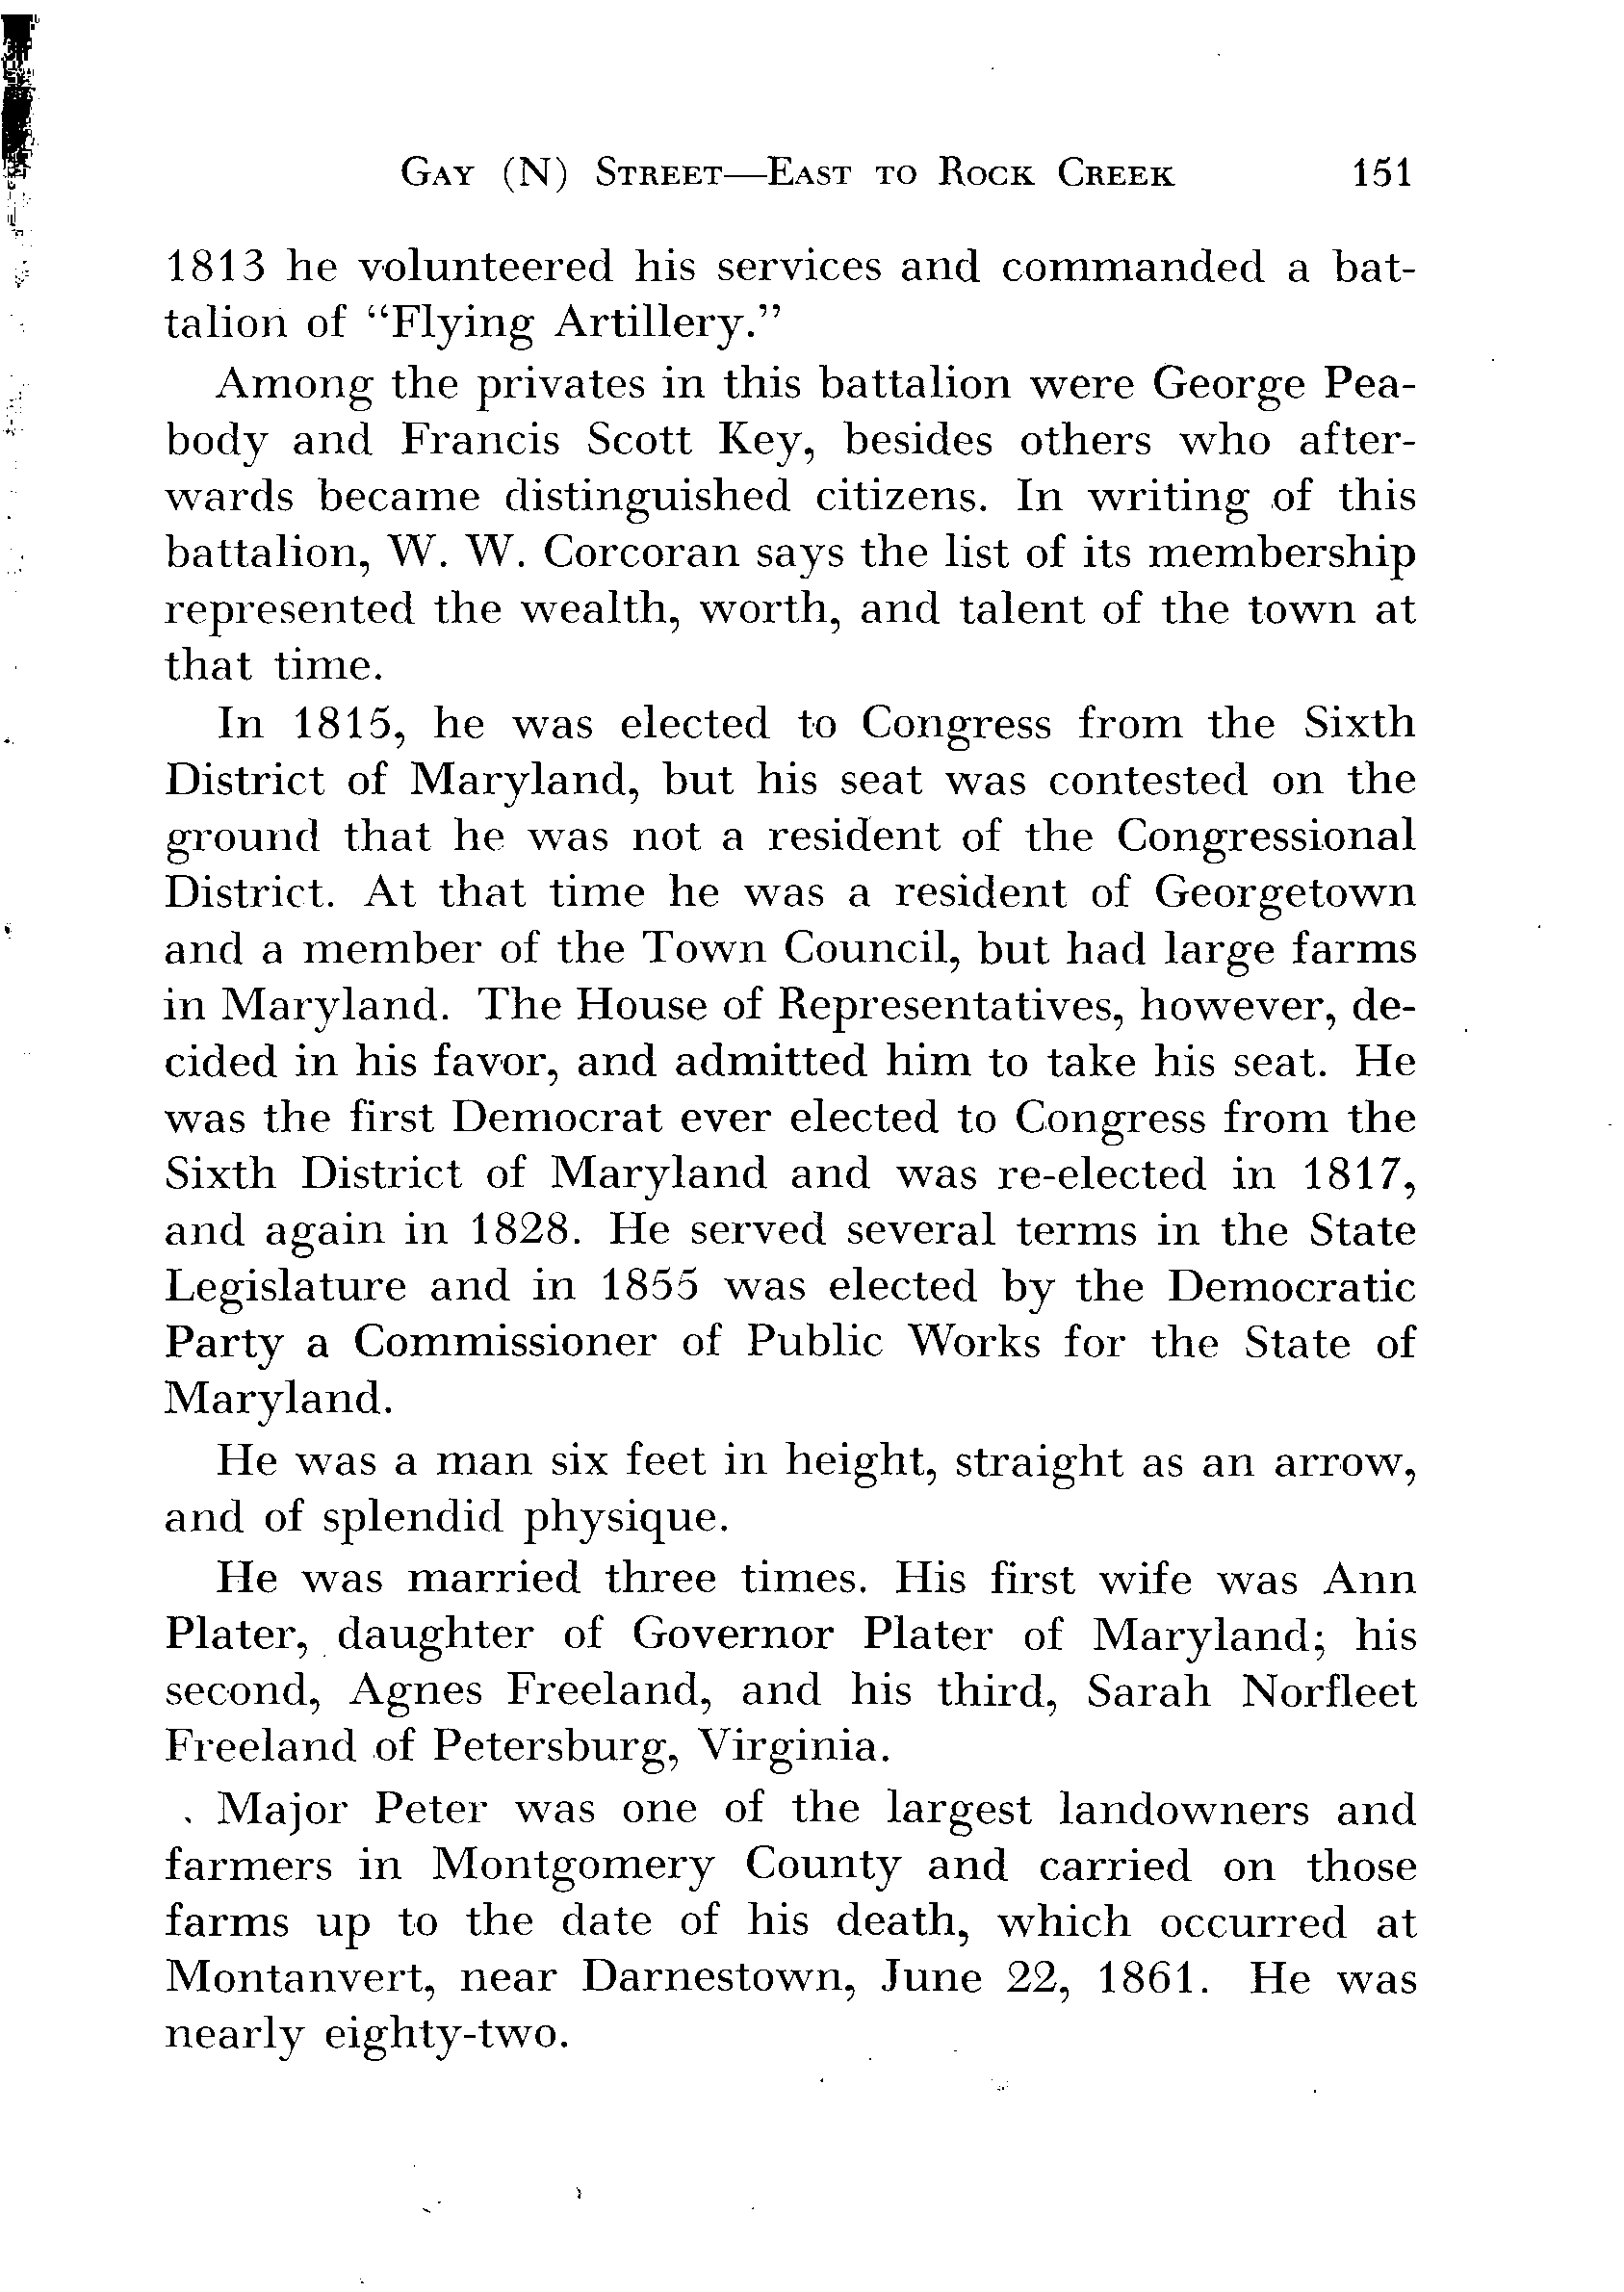 GAY (N) STREET—EAST TO ROCK CREEK 151
1813 he volunteered his services and commanded a bat-
talion of “Flying Artillery.”
Among the privates in this battalion were George Pea-
body and Francis Scott Key, besides others who after-
wards became distinguished citizens. In writing of this
battalion, W. W. Corcoran says the list of its membership
represented the wealth, worth, and talent of the town at
that time.
In 1815, he was elected to Congress from the Sixth
District of Maryland, but his seat was contested on the
ground that he was not a resident of the Congressional
District. At that time he was a resident of Georgetown
and a member of the Town Council, but had large farms
in Maryland. The House of Representatives, however, de-
cided in his favor, and admitted him to take his seat. He
was the first Democrat ever elected to Congress from the
Sixth District of Maryland and was re-elected in 1817,
and again in 1828. He served several terms in the State
Legislature and in 1855 was elected by the Democratic
Party a Commissioner of Public Works for the State of
Maryland.
He was a man six feet in height, straight as an arrow,
and of splendid physique.
He was married three times. His first wife was Ann
Plater, daughter of Governor Plater of Maryland; his
second, Agnes Freeland, and his third, Sarah Norfleet
Freeland of Petersburg, Virginia.
Major Peter was one of the largest landowners and
farmers in Montgomery County and carried on those
farms up to the date of his death, which occurred at
Montanvert, near Darnestown, June 22, 1861. He was
nearly eighty-two.